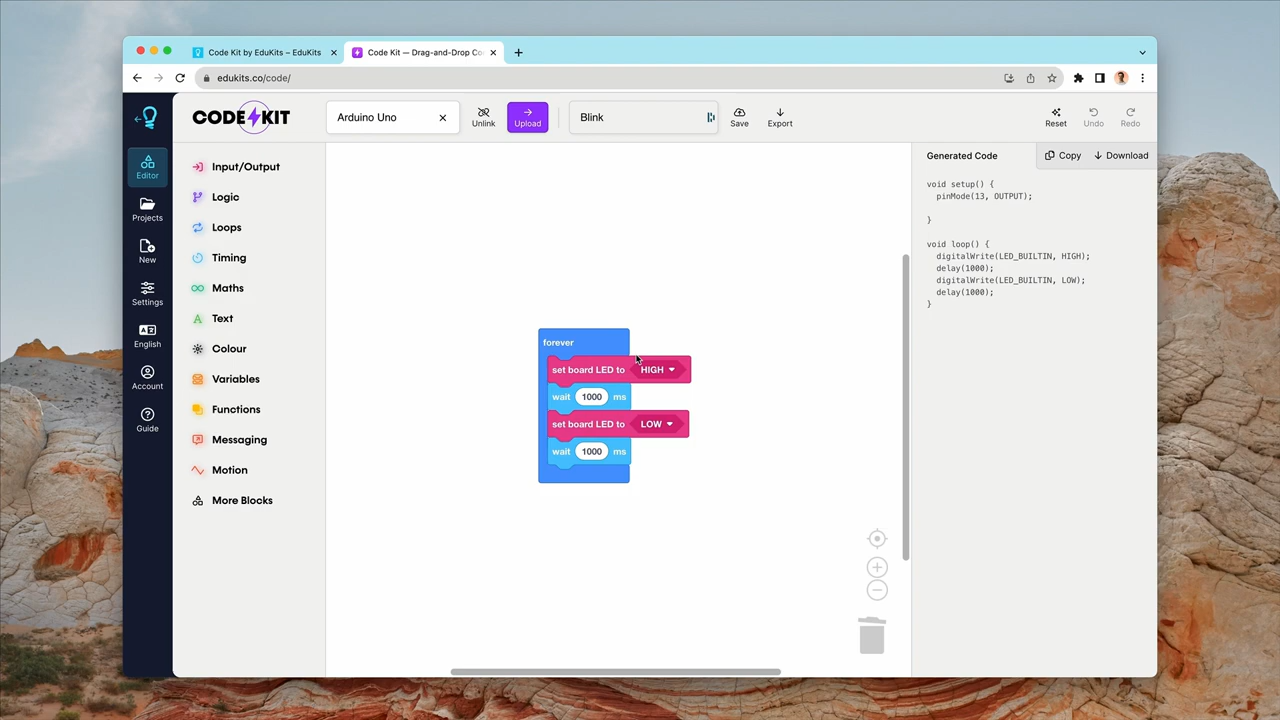 Code Kit by EduKits – EduKits
Code Kit — Drag-and-Drop Co
edukits.co/code/
CODE KIT
Arduino Uno
Unlink
Upload
Blink
Save
Export
Reset
Undo
Redo
Editor
Projects
New
Settings
English
Account
Guide
Input/Output
Logic
Loops
Timing
Maths
Text
Colour
Variables
Functions
Messaging
Motion
More Blocks
forever
set board LED to HIGH
wait 1000 ms
set board LED to LOW
wait 1000 ms
Generated Code
Copy
Download
void setup() {
pinMode(13, OUTPUT);
}
void loop() {
digitalWrite(LED_BUILTIN, HIGH);
delay(1000);
digitalWrite(LED_BUILTIN, LOW);
delay(1000);
}